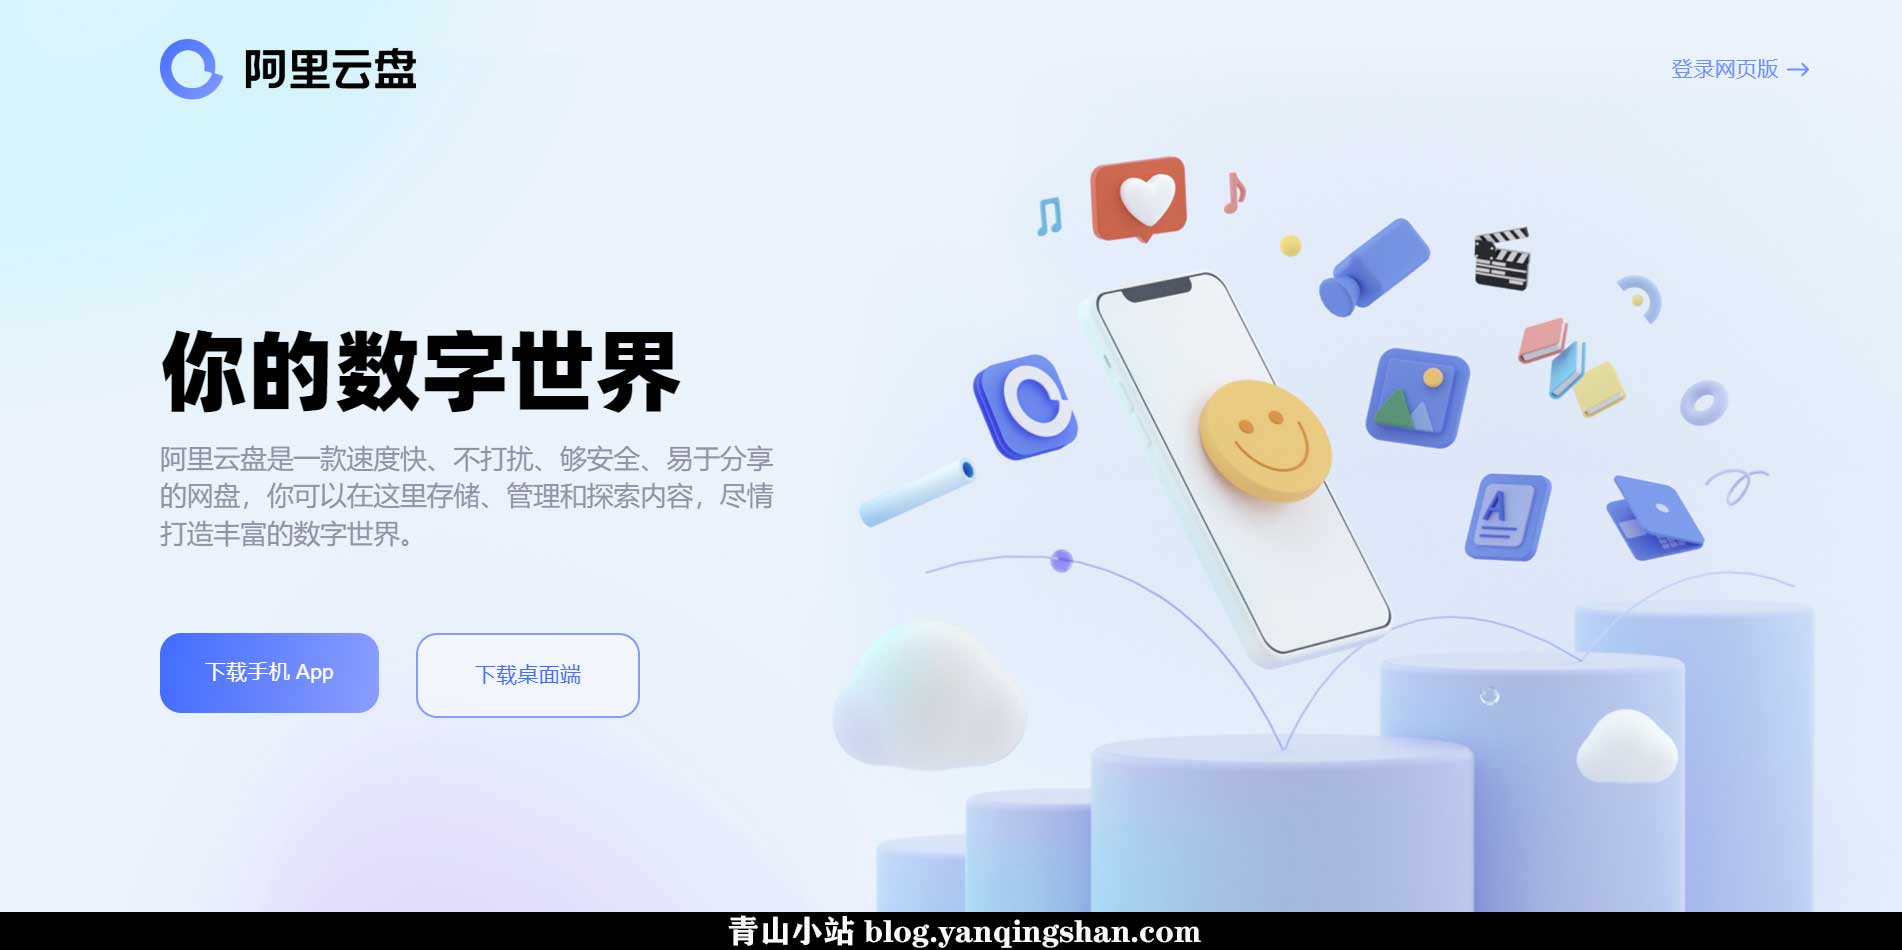 阿里云盘
登录网页版
你的数字世界
阿里云盘是一款速度快、不打扰、够安全、易于分享
的网盘，你可以在这里存储、管理和探索内容，尽情
打造丰富的数字世界。
下载手机 App
下载桌面端
A
青山小站 blog.yanqingshan.com